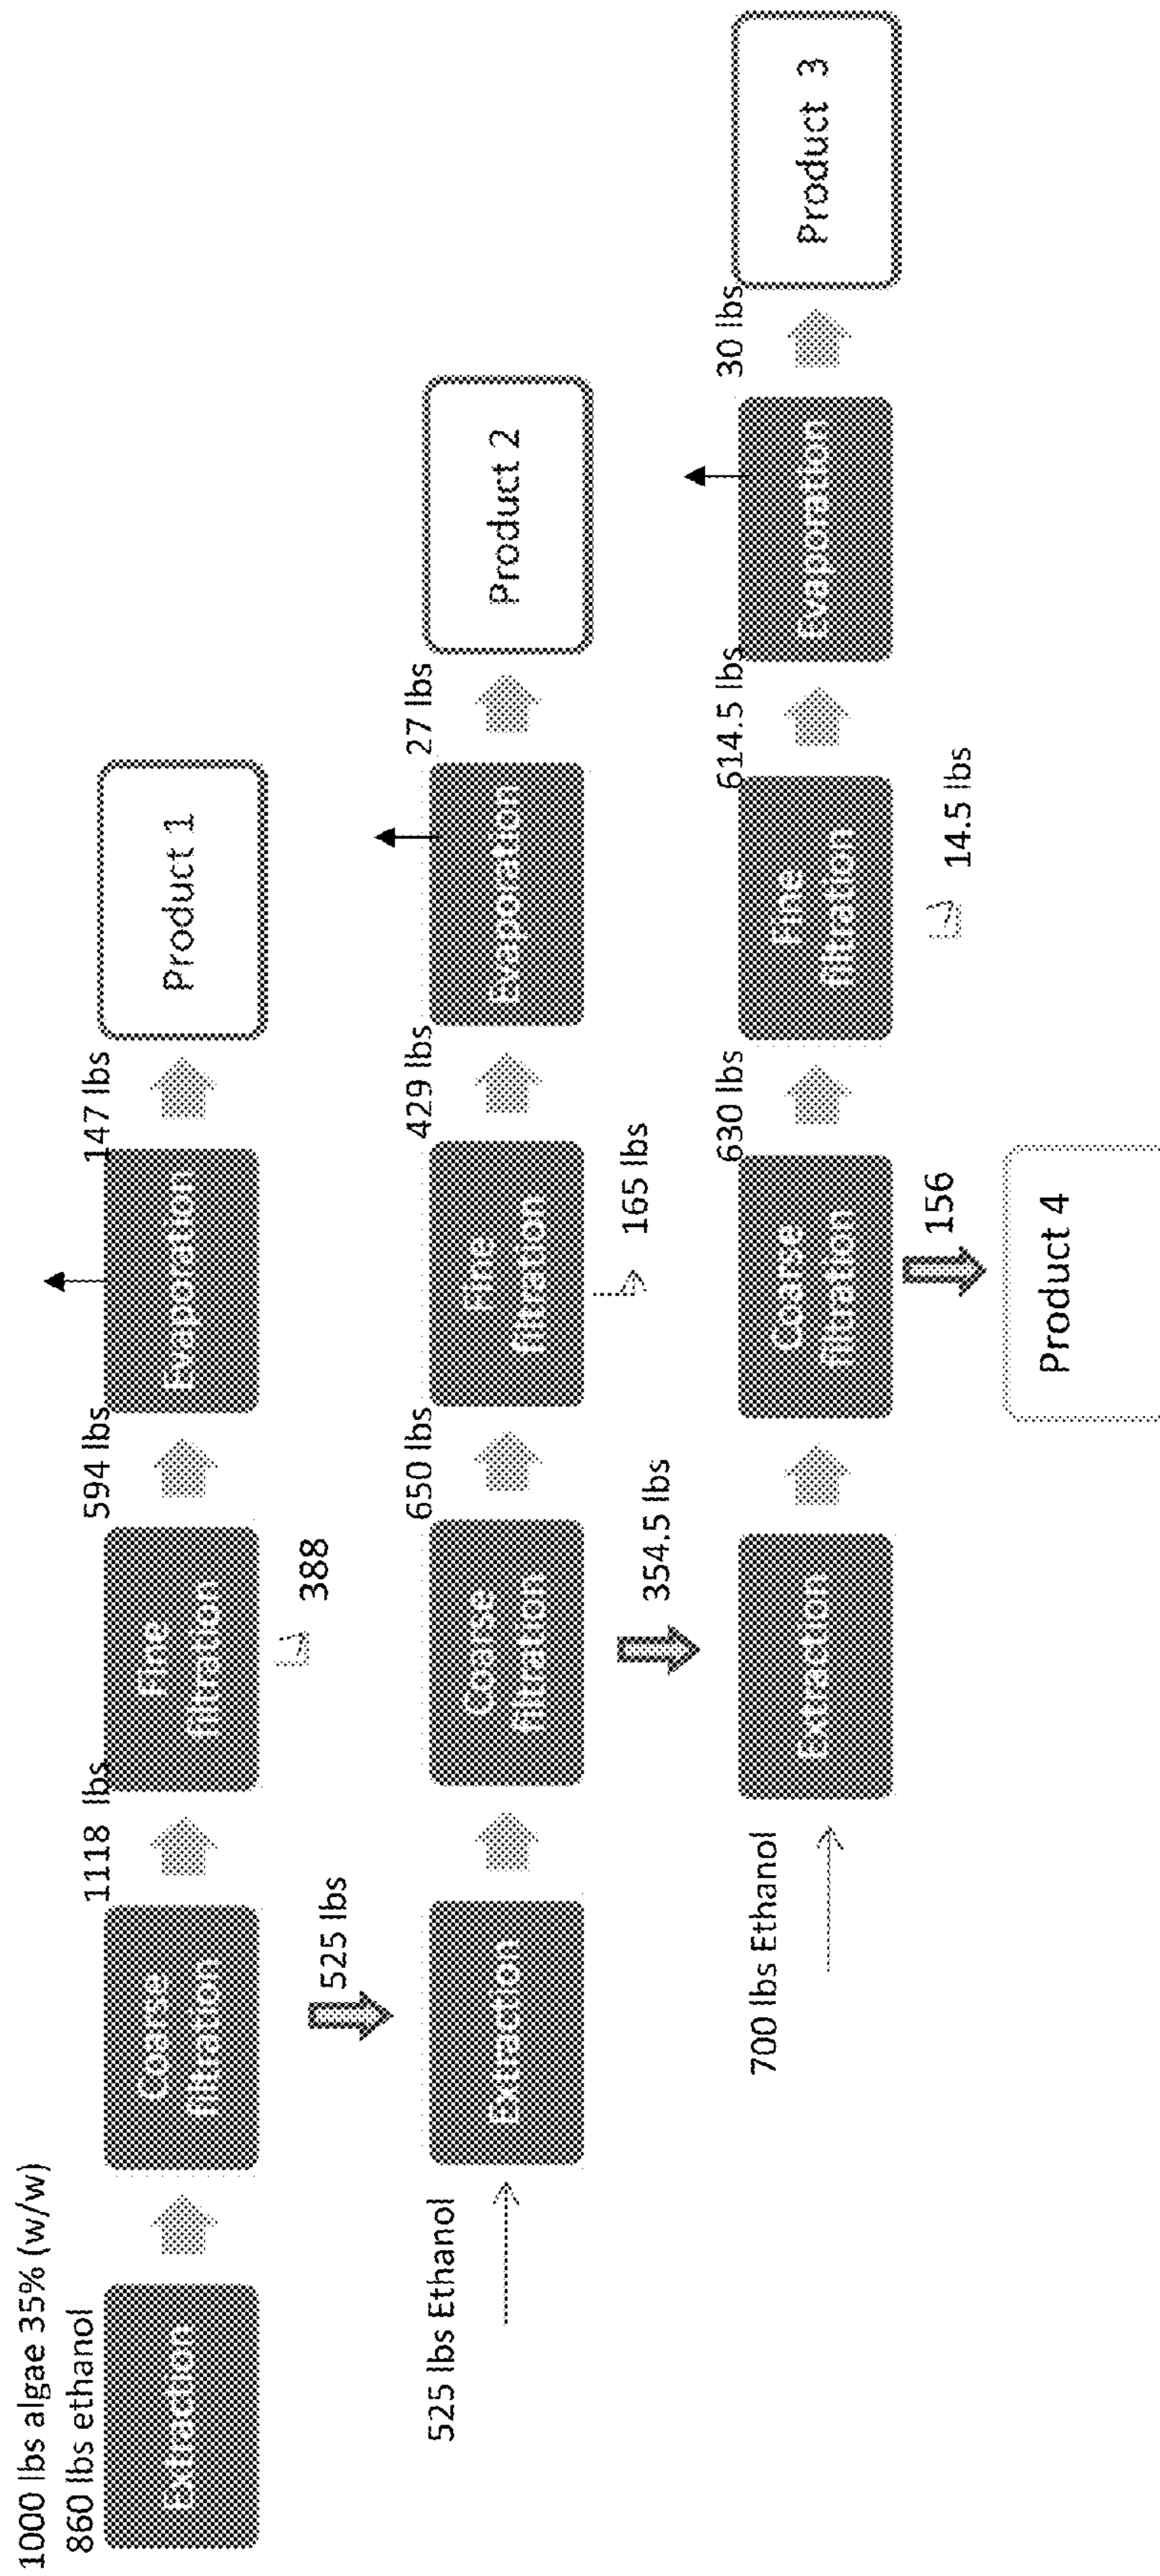 1000 lbs algae 35% (w/w)
860 lbs ethanol
Extraction
Coarse
filtration
1118 lbs
Fine
filtration
594 lbs
Evaporation
147 lbs
Product 1
525 lbs
388
525 lbs Ethanol
Extraction
Coarse
filtration
650 lbs
Fine
filtration
429 lbs
Evaporation
27 lbs
Product 2
354.5 lbs
165 lbs
700 lbs Ethanol
Extraction
Coarse
filtration
630 lbs
Fine
filtration
614.5 lbs
Evaporation
30 lbs
Product 3
156
14.5 lbs
Product 4